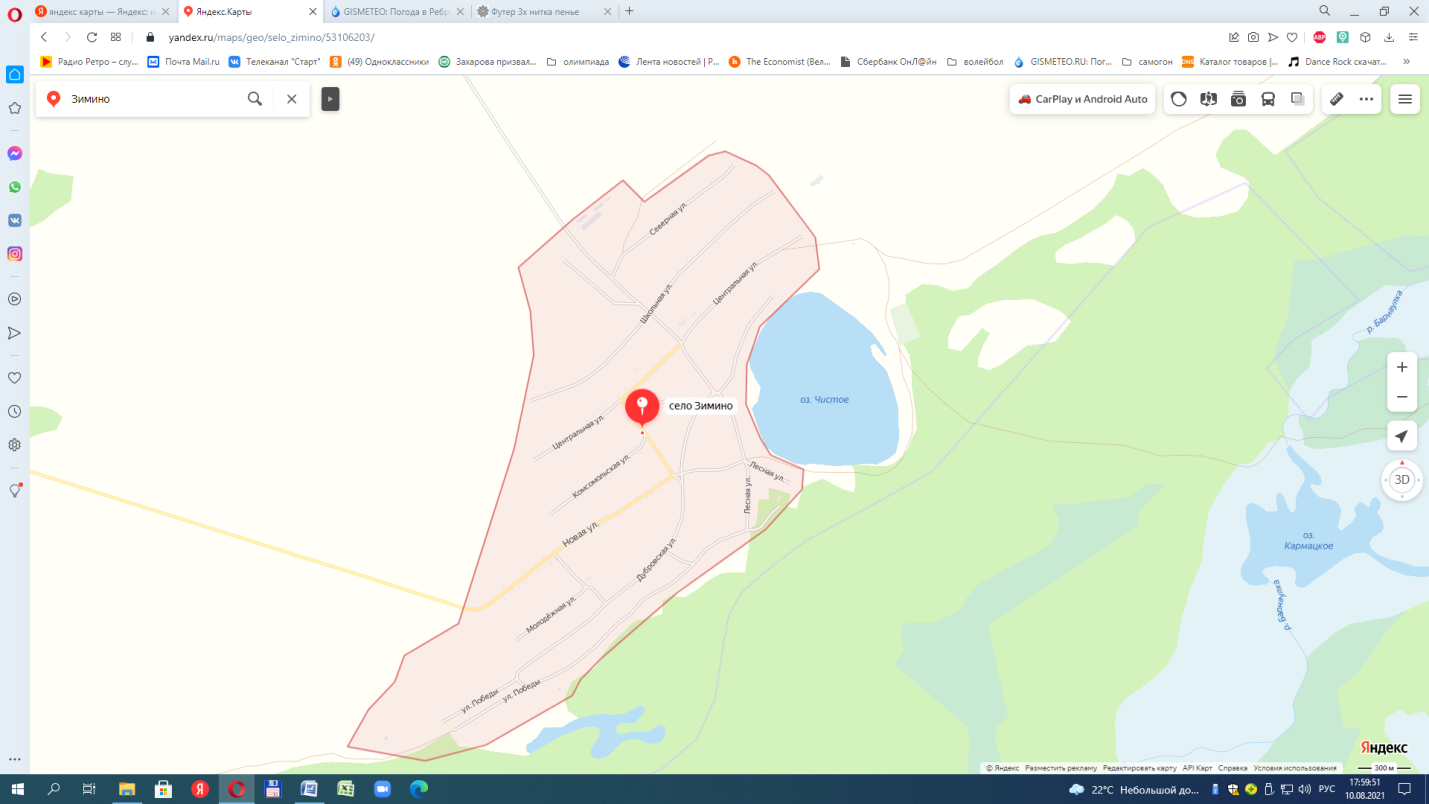 яндекс карты — Яндекс: н
Яндекс.Карты
GISMETEO: Погода в Ребр
Футер 3х нитка пенье
yandex.ru/maps/geo/selo_zimino/53106203/
ABP
Радио Ретро – слу...
Почта Mail.ru
Телеканал "Старт"
(49) Одноклассники
Захарова призвал...
олимпиада
Лента новостей | Р...
The Economist (Вел...
Сбербанк ОнЛ@йн
волейбол
GISMETEO.RU: Пог...
самогон
DNS Каталог товаров |...
Dance Rock скачат...
Зимино
CarPlay и Android Auto
Северная ул.
Школьная ул.
Центральная ул.
р. Барнаулка
оз. Чистое
село Зимино
Центральная ул.
Комсомольская ул.
Лесная ул.
Лесная ул.
3D
Новая ул.
оз.
Кармацкое
Дубровская ул.
р. Барнаулка
Молодёжная ул.
ул. Победы
ул. Победы
Яндекс
© Яндекс Разместить рекламу Редактировать карту API Карт Справка Условия использования
300 м
22°C Небольшой до...
РУС
17:59:51
10.08.2021